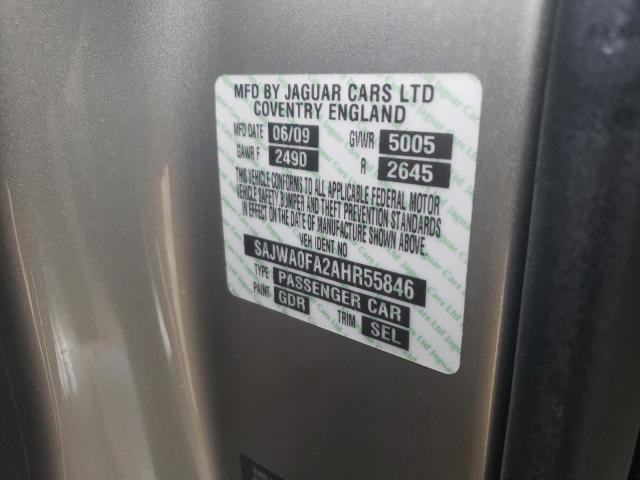 MFD BY JAGUAR CARS LTD
COVENTRY ENGLAND
MFD DATE 06/09 GVWR 5005
GAWR F 2490 R 2645
THIS VEHICLE CONFORMS TO ALL APPLICABLE FEDERAL MOTOR
VEHICLE SAFETY BUMPER AND THEFT PREVENTION STANDARDS
IN EFFECT ON THE DATE OF MANUFACTURE SHOWN ABOVE.
VEH IDENT NO
SAJWA0FA2AHR55846
TYPE: PASSENGER CAR
PAINT: GDR TRIM: SEL